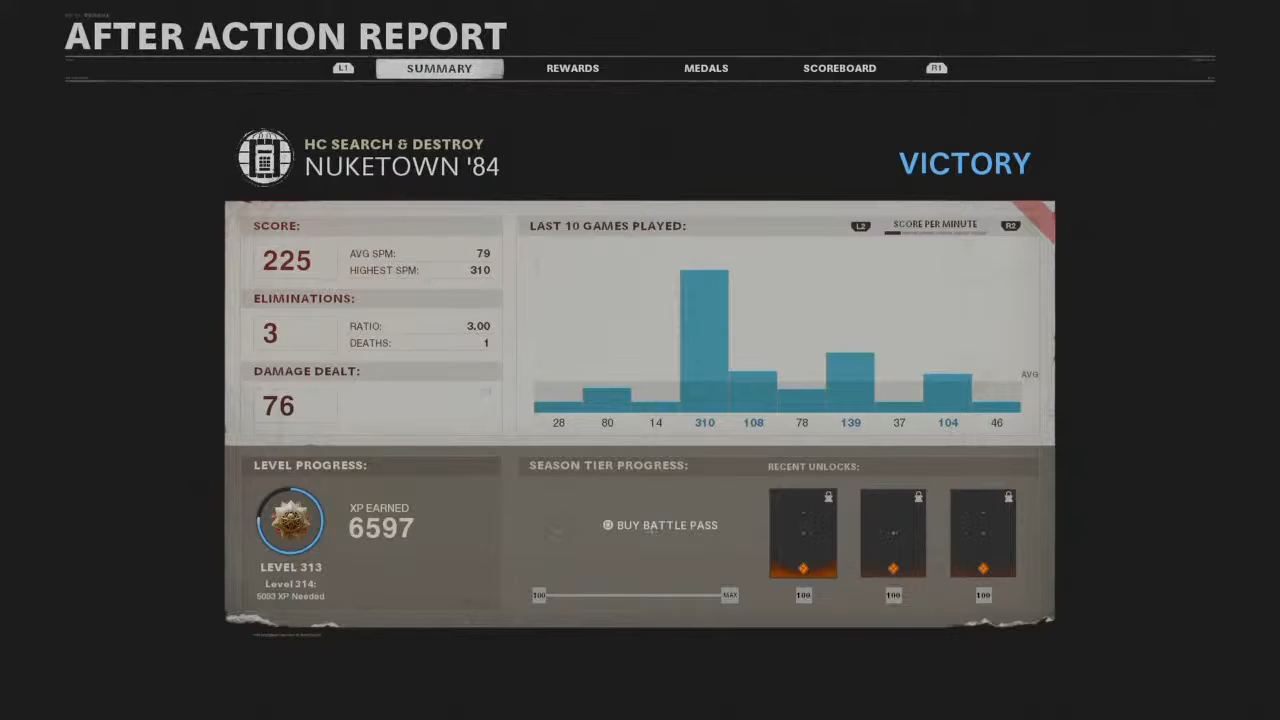 AFTER ACTION REPORT
L1 SUMMARY REWARDS MEDALS SCOREBOARD R1
HC SEARCH & DESTROY
NUKETOWN '84
VICTORY
SCORE:
225
AVG SPM: 79
HIGHEST SPM: 310
ELIMINATIONS:
3
RATIO: 3.00
DEATHS: 1
DAMAGE DEALT:
76
LAST 10 GAMES PLAYED:
L2 SCORE PER MINUTE R2
AVG
28 80 14 310 108 78 139 37 104 46
LEVEL PROGRESS:
XP EARNED
6597
LEVEL 313
Level 314:
5093 XP Needed
SEASON TIER PROGRESS:
BUY BATTLE PASS
100 MAX
RECENT UNLOCKS:
100 100 100